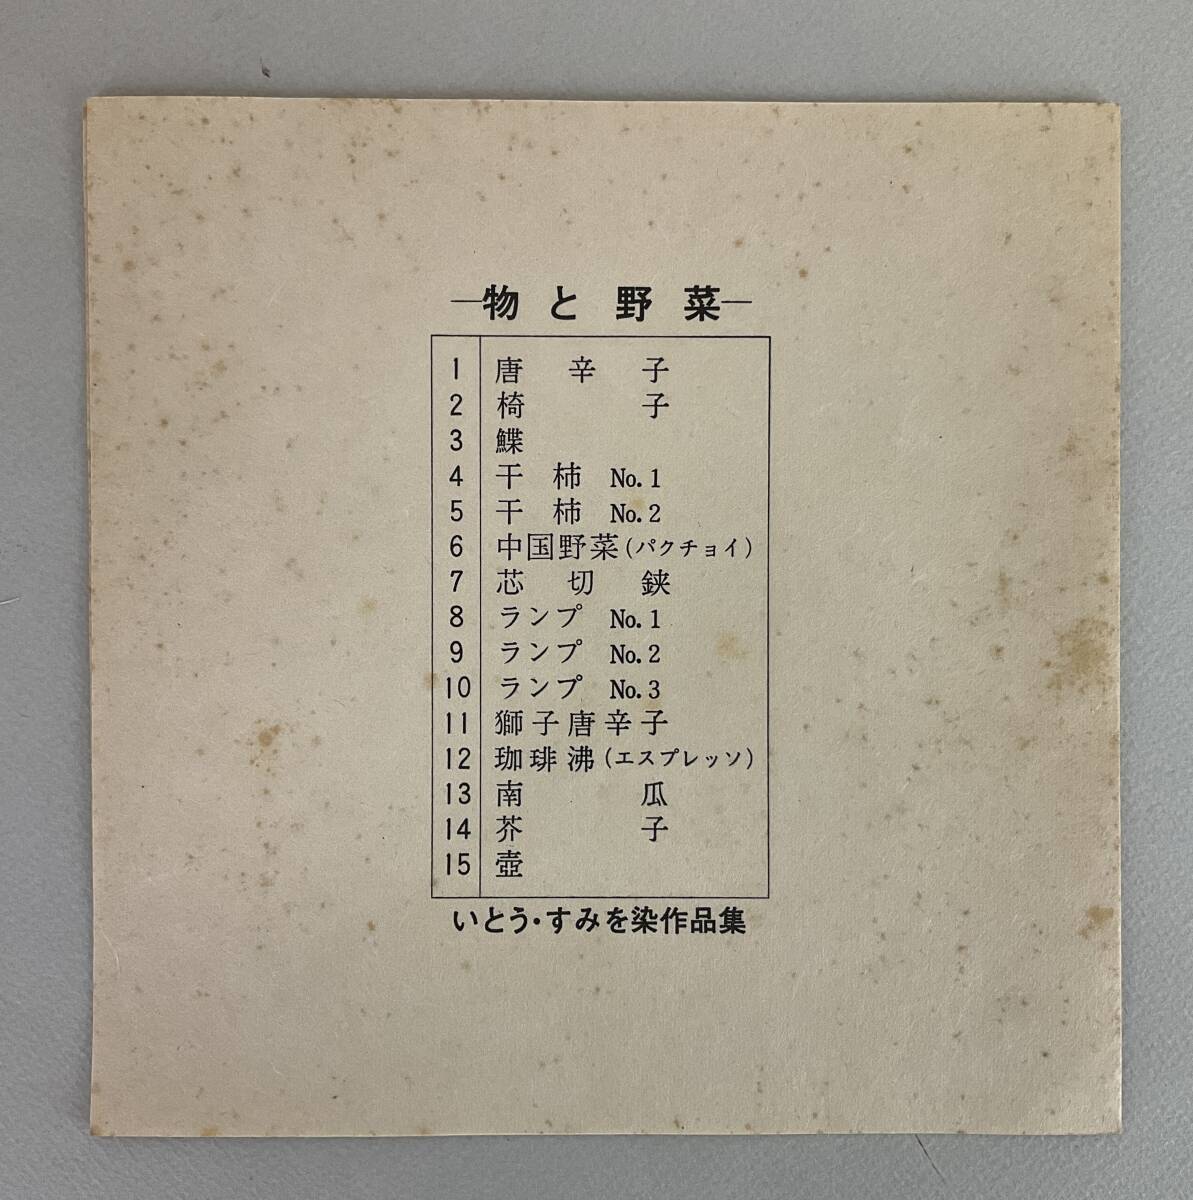 —物と野菜—
1 唐辛子
2 椅子
3 鰈
4 干柿 No.1
5 干柿 No.2
6 中国野菜(パクチョイ)
7 芯切鋏
8 ランプ No.1
9 ランプ No.2
10 ランプ No.3
11 獅子唐辛子
12 珈琲沸(エスプレッソ)
13 南瓜
14 芥子
15 壺
いとう・すみを染作品集